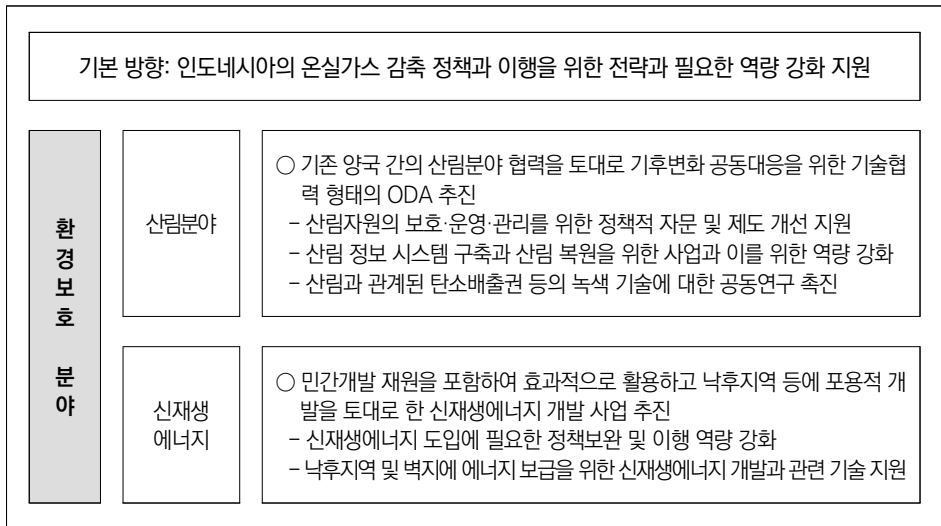 기본 방향: 인도네시아의 온실가스 감축 정책과 이행을 위한 전략과 필요한 역량 강화 지원
환경보호 분야
산림분야
○ 기존 양국 간의 산림분야 협력을 토대로 기후변화 공동대응을 위한 기술협
력 형태의 ODA 추진
– 산림자원의 보호·운영·관리를 위한 정책적 자문 및 제도 개선 지원
– 산림 정보 시스템 구축과 산림 복원을 위한 사업과 이를 위한 역량 강화
– 산림과 관계된 탄소배출권 등의 녹색 기술에 대한 공동연구 촉진
신재생
에너지
○ 민간개발 재원을 포함하여 효과적으로 활용하고 낙후지역 등에 포용적 개
발을 토대로 한 신재생에너지 개발 사업 추진
– 신재생에너지 도입에 필요한 정책보완 및 이행 역량 강화
– 낙후지역 및 벽지에 에너지 보급을 위한 신재생에너지 개발과 관련 기술 지원